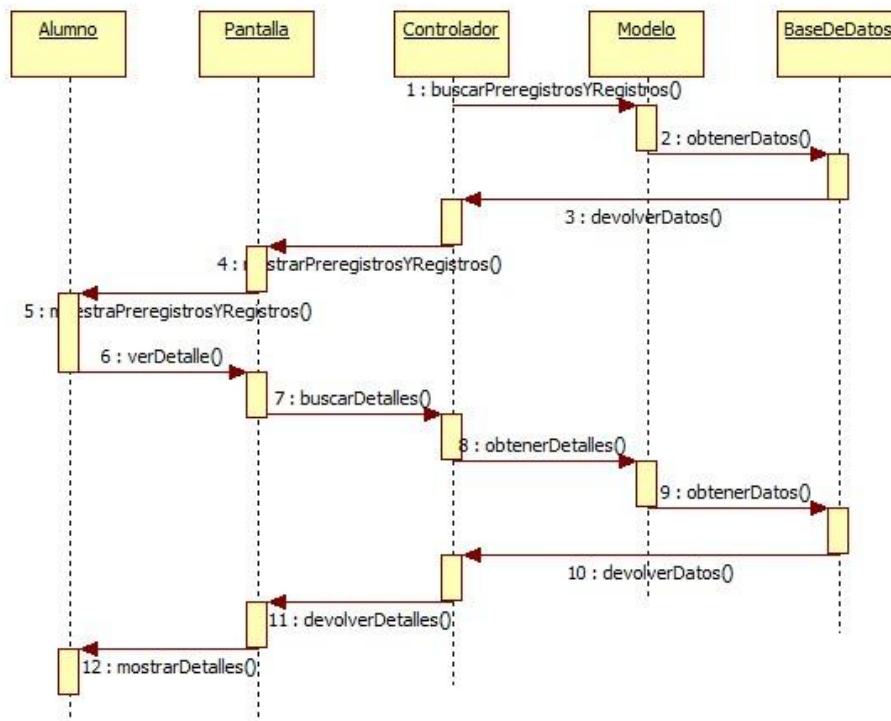 Alumno
Pantalla
Controlador
Modelo
BaseDeDatos
1 : buscarPreregistrosYRegistros()
2 : obtenerDatos()
3 : devolverDatos()
4 : mostrarPreregistrosYRegistros()
5 : muestraPreregistrosYRegistros()
6 : verDetalle()
7 : buscarDetalles()
8 : obtenerDetalles()
9 : obtenerDatos()
10 : devolverDatos()
11 : devolverDetalles()
12 : mostrarDetalles()